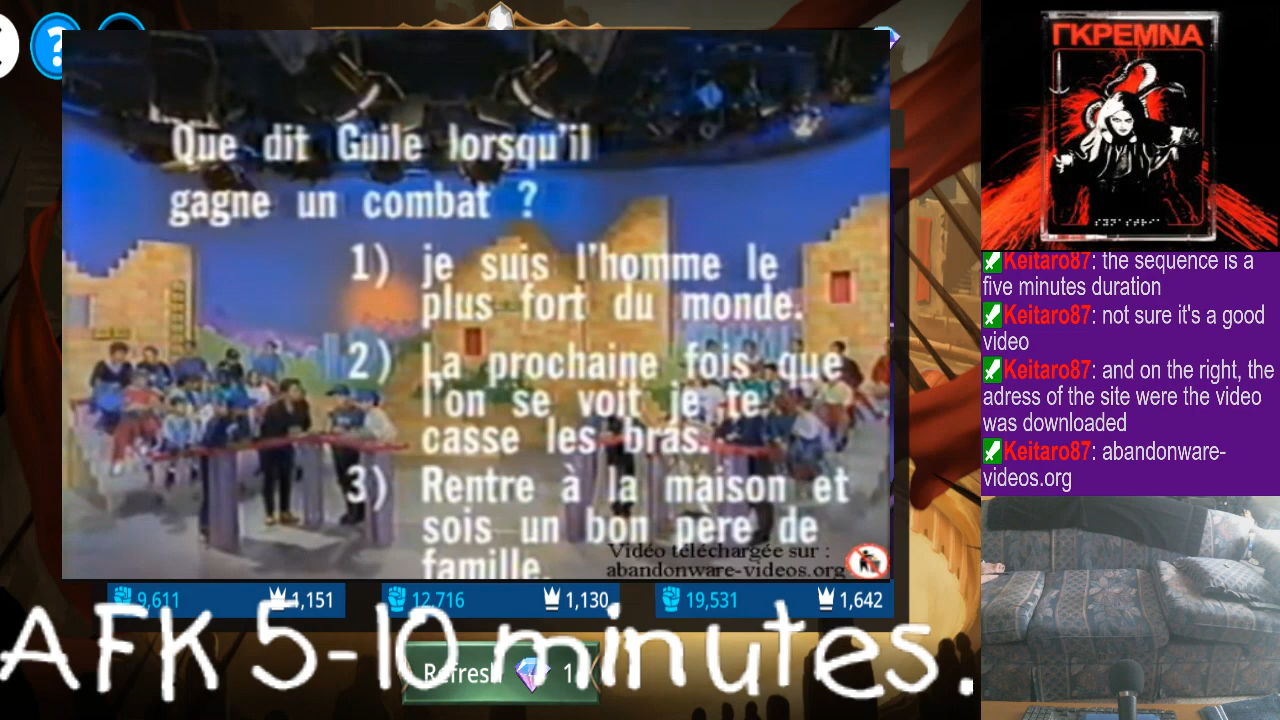 Que dit Guile lorsqu'il
gagne un combat ?
1) je suis l'homme le
plus fort du monde.
2) La prochaine fois que
l'on se voit je te
casse les bras.
3) Rentre à la maison et
sois un bon père de
famille.
Vidéo téléchargée sur :
abandonware-videos.org
9,611 1,151 12,716 1,130 19,531 1,642
AFK 5-10 minutes.
Refresh 1
ГКРЕМNА
Keitaro87: the sequence is a
five minutes duration
Keitaro87: not sure it's a good
video
Keitaro87: and on the right, the
adress of the site were the video
was downloaded
Keitaro87: abandonware-
videos.org